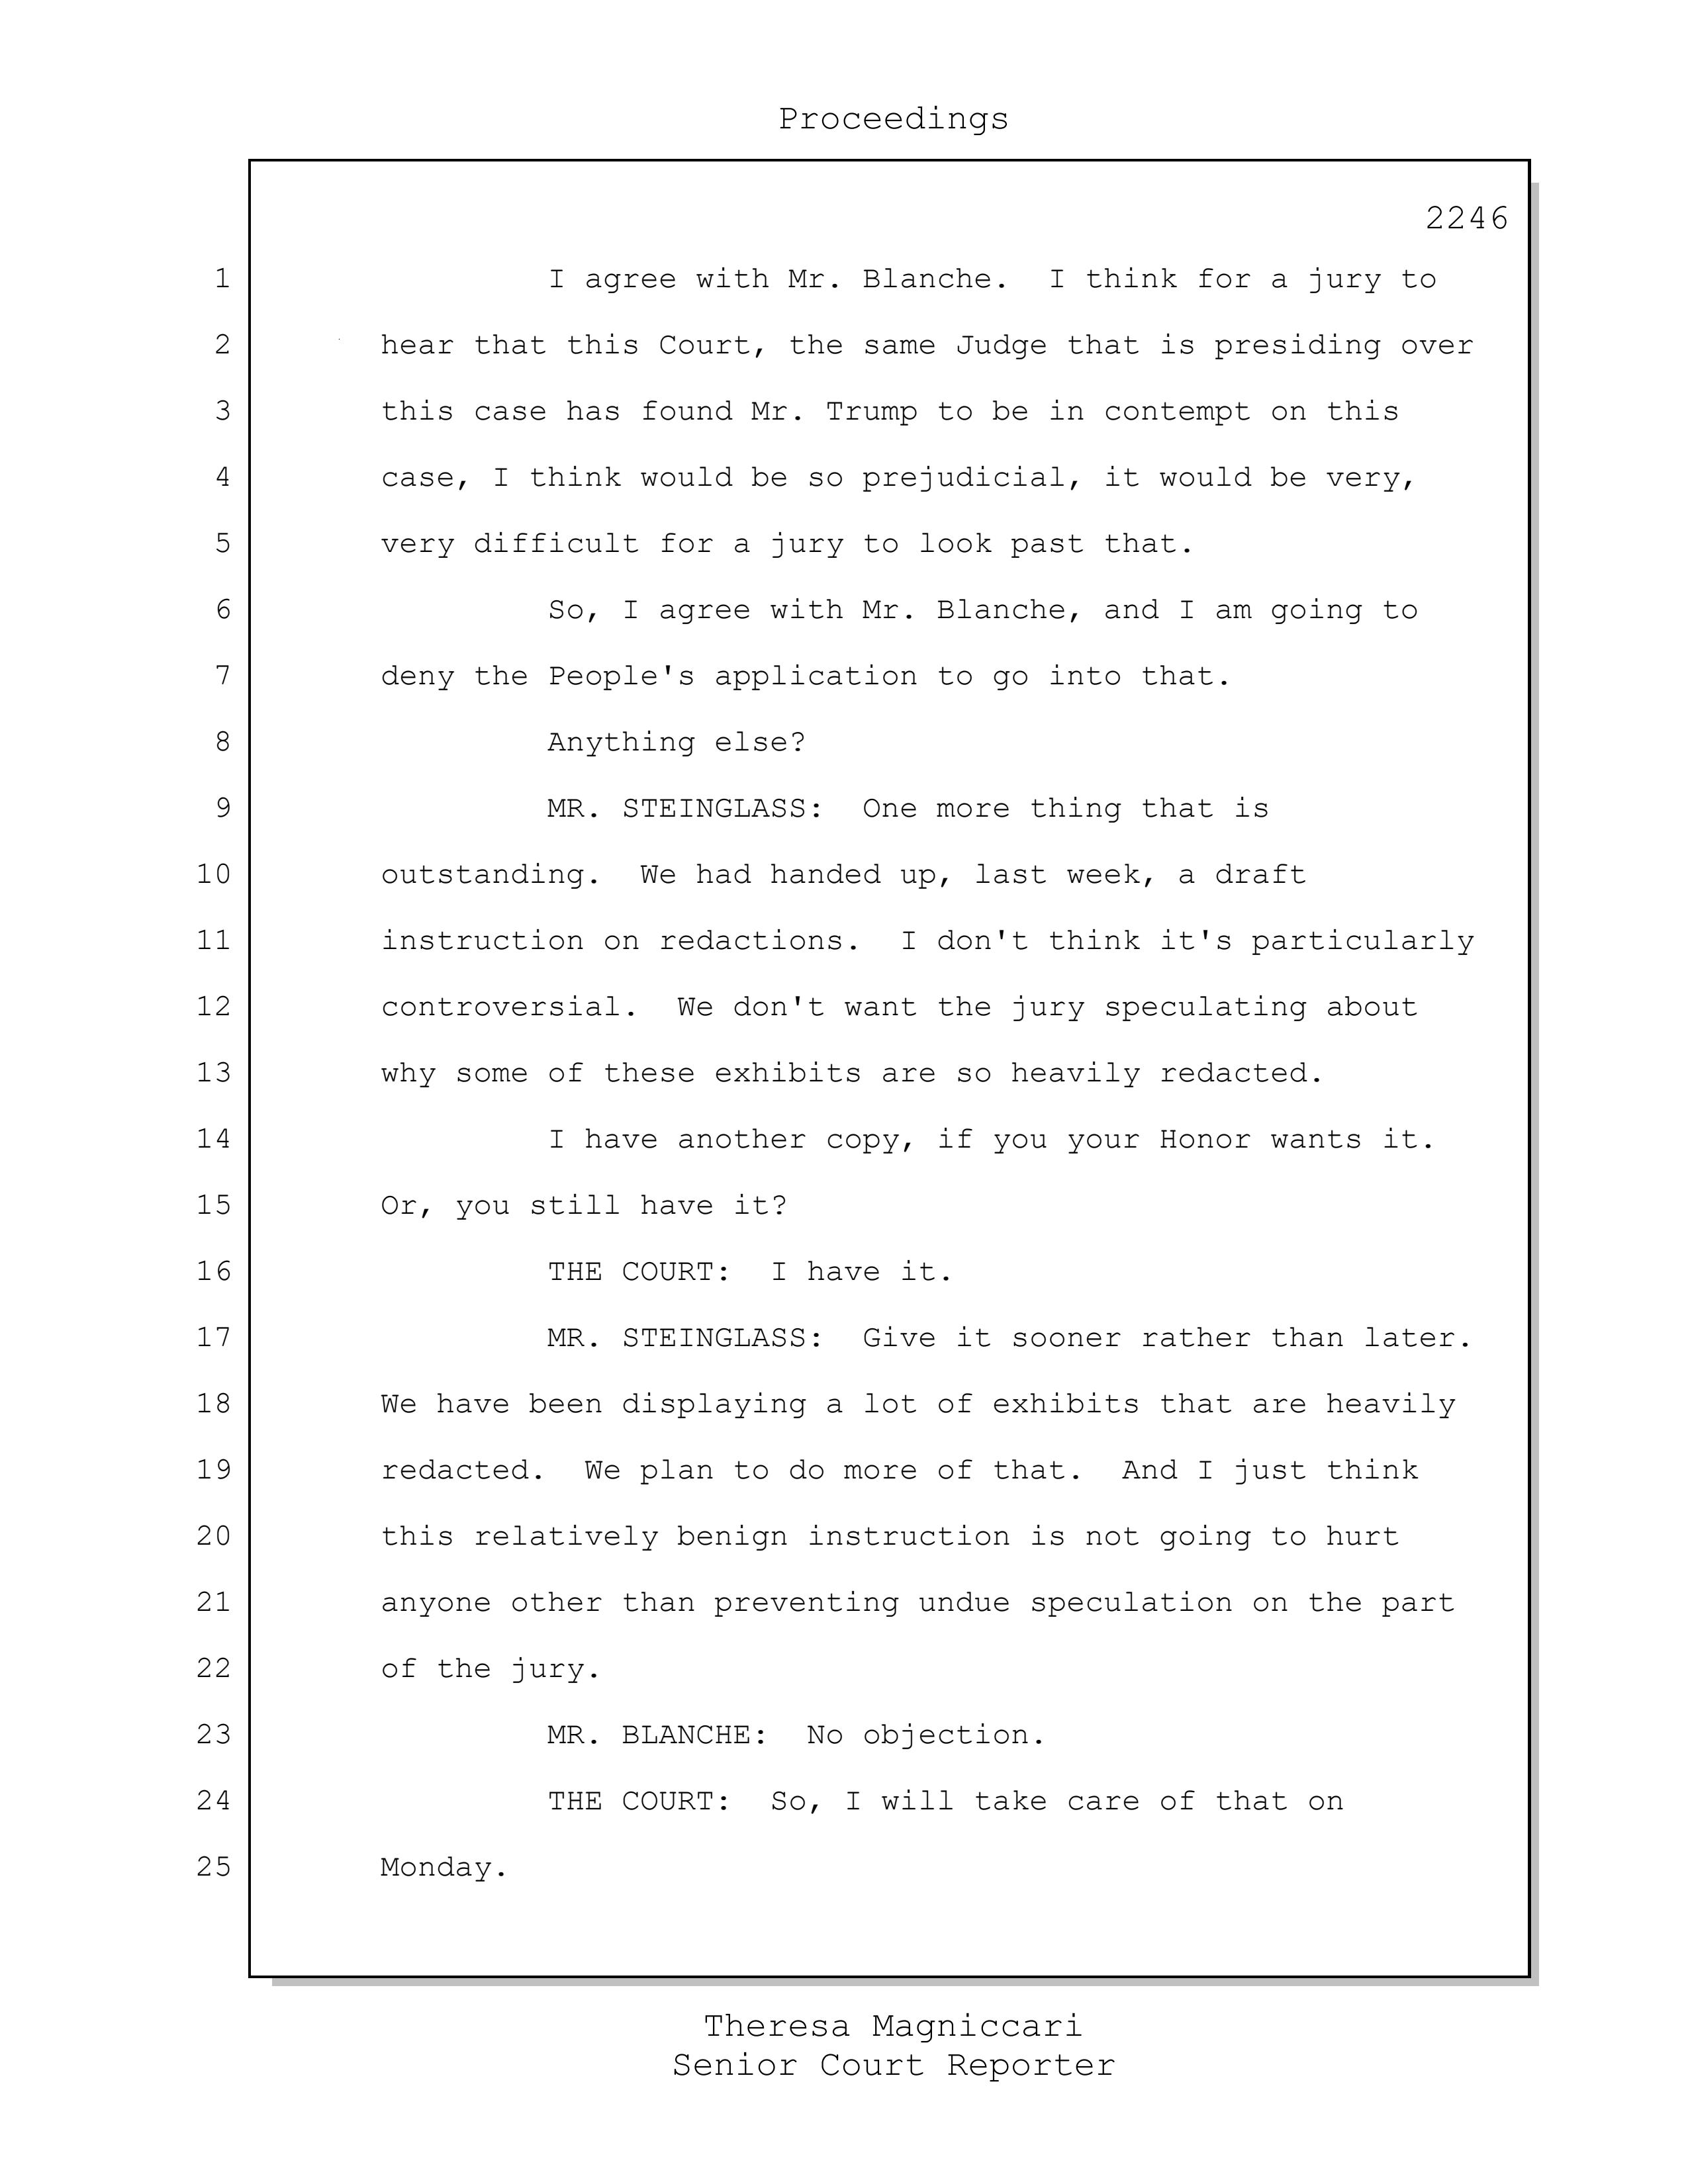 Proceedings
2246
1 I agree with Mr. Blanche. I think for a jury to
2 hear that this Court, the same Judge that is presiding over
3 this case has found Mr. Trump to be in contempt on this
4 case, I think would be so prejudicial, it would be very,
5 very difficult for a jury to look past that.
6 So, I agree with Mr. Blanche, and I am going to
7 deny the People's application to go into that.
8 Anything else?
9 MR. STEINGLASS: One more thing that is
10 outstanding. We had handed up, last week, a draft
11 instruction on redactions. I don't think it's particularly
12 controversial. We don't want the jury speculating about
13 why some of these exhibits are so heavily redacted.
14 I have another copy, if you your Honor wants it.
15 Or, you still have it?
16 THE COURT: I have it.
17 MR. STEINGLASS: Give it sooner rather than later.
18 We have been displaying a lot of exhibits that are heavily
19 redacted. We plan to do more of that. And I just think
20 this relatively benign instruction is not going to hurt
21 anyone other than preventing undue speculation on the part
22 of the jury.
23 MR. BLANCHE: No objection.
24 THE COURT: So, I will take care of that on
25 Monday.
Theresa Magniccari
Senior Court Reporter